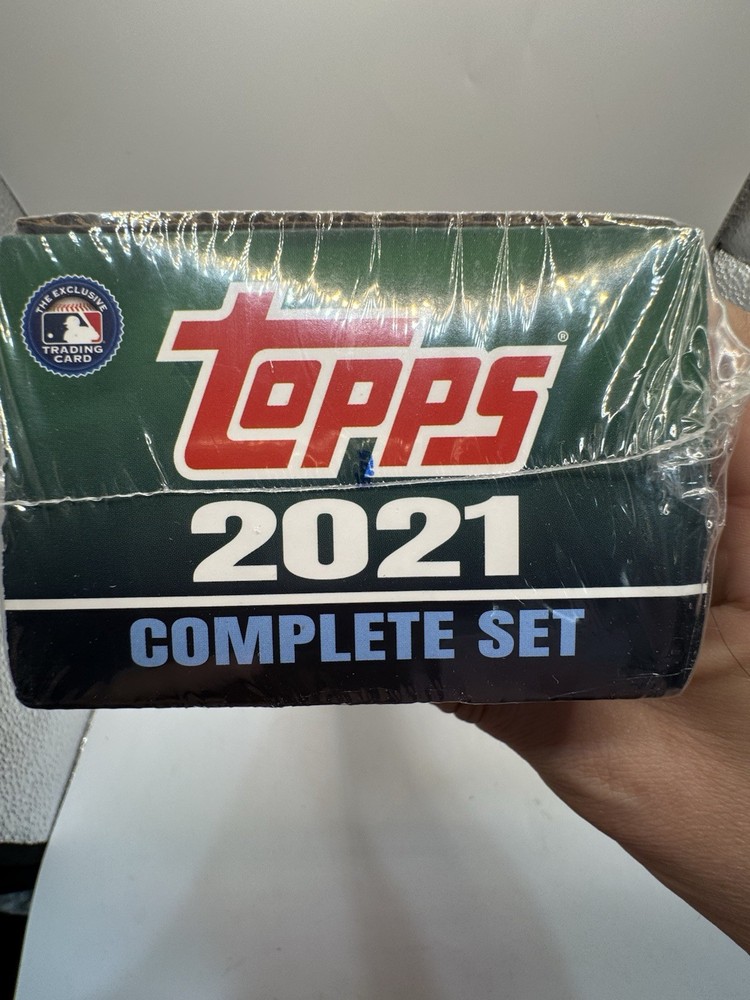 THE EXCLUSIVE
TRADING
CARD
Topps®
2021
COMPLETE SET